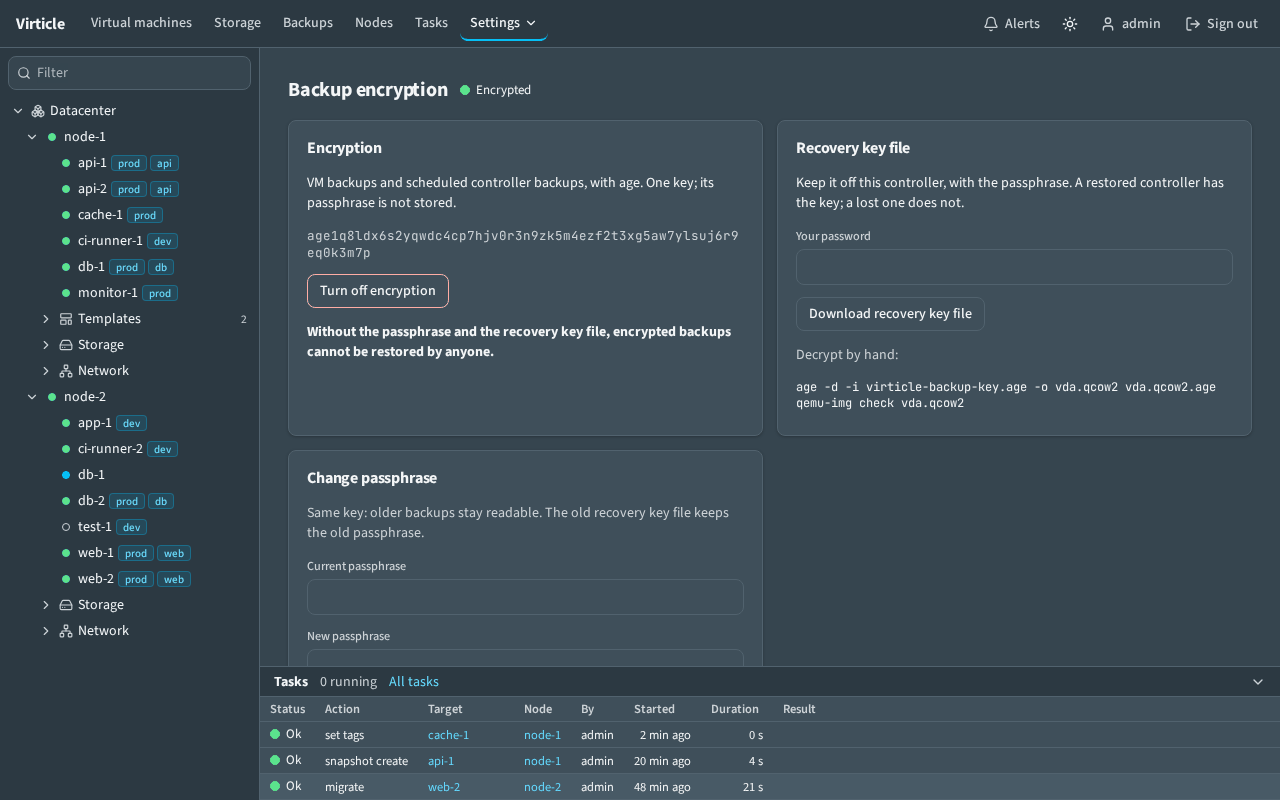 Virticle Virtual machines Storage Backups Nodes Tasks Settings Alerts admin Sign out
Filter
Datacenter
node-1
api-1 prod api
api-2 prod api
cache-1 prod
ci-runner-1 dev
db-1 prod db
monitor-1 prod
Templates 2
Storage
Network
node-2
app-1 dev
ci-runner-2 dev
db-1
db-2 prod db
test-1 dev
web-1 prod web
web-2 prod web
Storage
Network
Backup encryption Encrypted
Encryption
VM backups and scheduled controller backups, with age. One key; its
passphrase is not stored.
age1q8ldx6s2yqwdc4cp7hjv0r3n9zk5m4ezf2t3xg5aw7ylsuj6r9
eq0k3m7p
Turn off encryption
Without the passphrase and the recovery key file, encrypted backups
cannot be restored by anyone.
Recovery key file
Keep it off this controller, with the passphrase. A restored controller has
the key; a lost one does not.
Your password
Download recovery key file
Decrypt by hand:
age -d -i virticle-backup-key.age -o vda.qcow2 vda.qcow2.age
qemu-img check vda.qcow2
Change passphrase
Same key: older backups stay readable. The old recovery key file keeps
the old passphrase.
Current passphrase
New passphrase
Tasks 0 running All tasks
Status Action Target Node By Started Duration Result
Ok set tags cache-1 node-1 admin 2 min ago 0 s
Ok snapshot create api-1 node-1 admin 20 min ago 4 s
Ok migrate web-2 node-2 admin 48 min ago 21 s